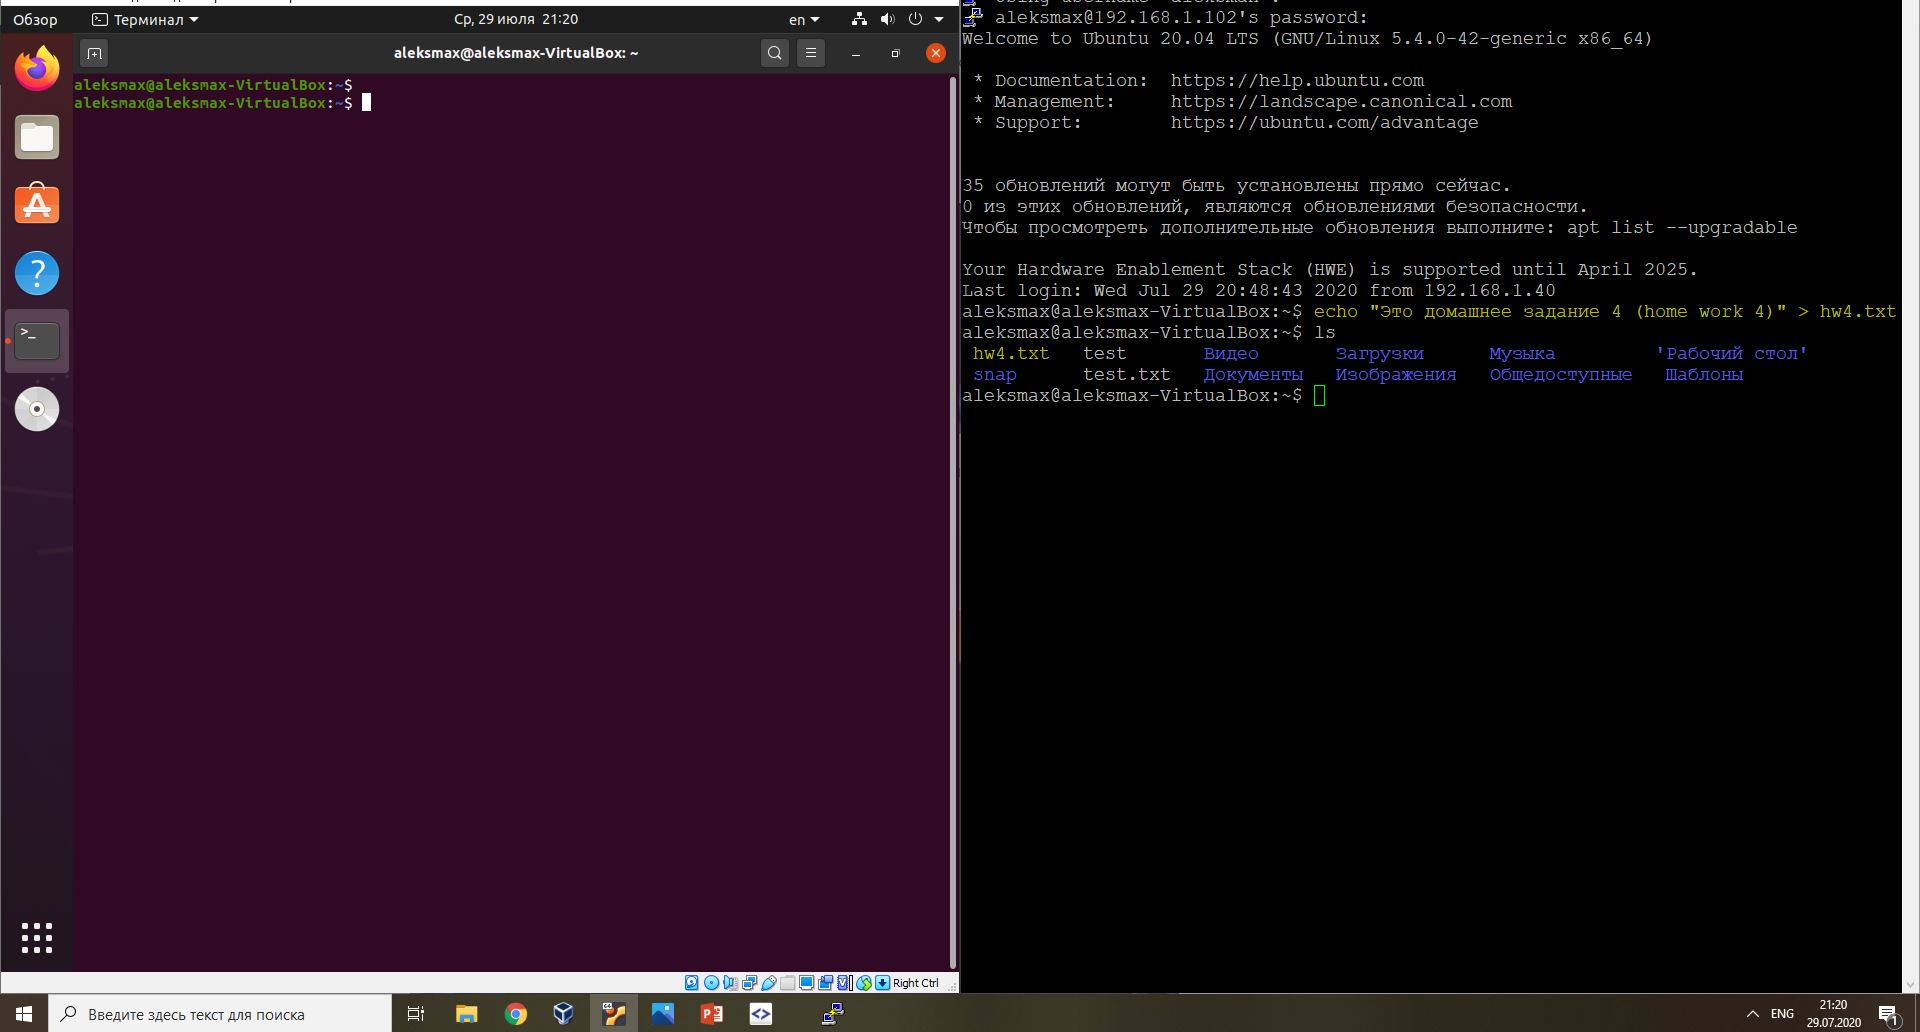 Обзор
Терминал
Ср, 29 июля 21:20
en
aleksmax@aleksmax-VirtualBox: ~
aleksmax@aleksmax-VirtualBox:~$
aleksmax@aleksmax-VirtualBox:~$
Right Ctrl
aleksmax@192.168.1.102's password:
Welcome to Ubuntu 20.04 LTS (GNU/Linux 5.4.0-42-generic x86_64)
* Documentation: https://help.ubuntu.com
* Management: https://landscape.canonical.com
* Support: https://ubuntu.com/advantage
35 обновлений могут быть установлены прямо сейчас.
0 из этих обновлений, являются обновлениями безопасности.
Чтобы просмотреть дополнительные обновления выполните: apt list --upgradable
Your Hardware Enablement Stack (HWE) is supported until April 2025.
Last login: Wed Jul 29 20:48:43 2020 from 192.168.1.40
aleksmax@aleksmax-VirtualBox:~$ echo "Это домашнее задание 4 (home work 4)" > hw4.txt
aleksmax@aleksmax-VirtualBox:~$ ls
hw4.txt test Видео Загрузки Музыка 'Рабочий стол'
snap test.txt Документы Изображения Общедоступные Шаблоны
aleksmax@aleksmax-VirtualBox:~$
Введите здесь текст для поиска
ENG
21:20
29.07.2020
1